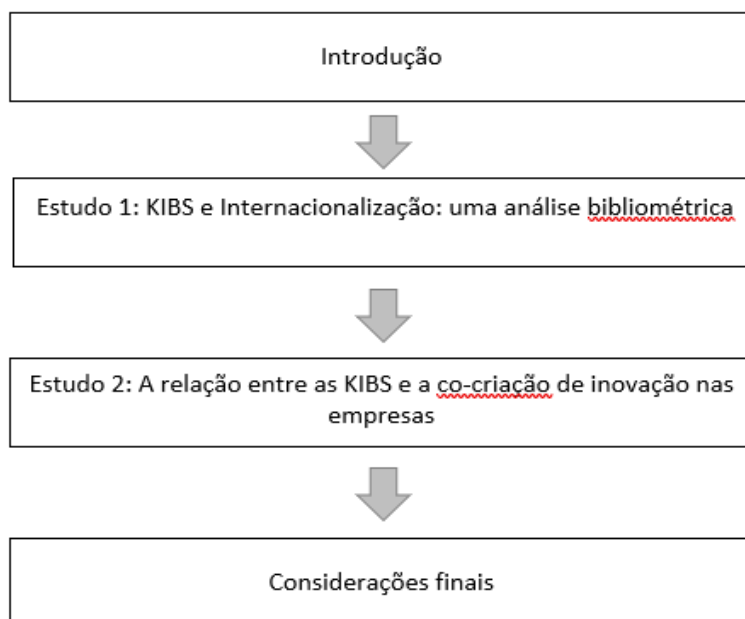 Introdução
Estudo 1: KIBS e Internacionalização: uma análise bibliométrica
Estudo 2: A relação entre as KIBS e a co-criação de inovação nas
empresas
Considerações finais